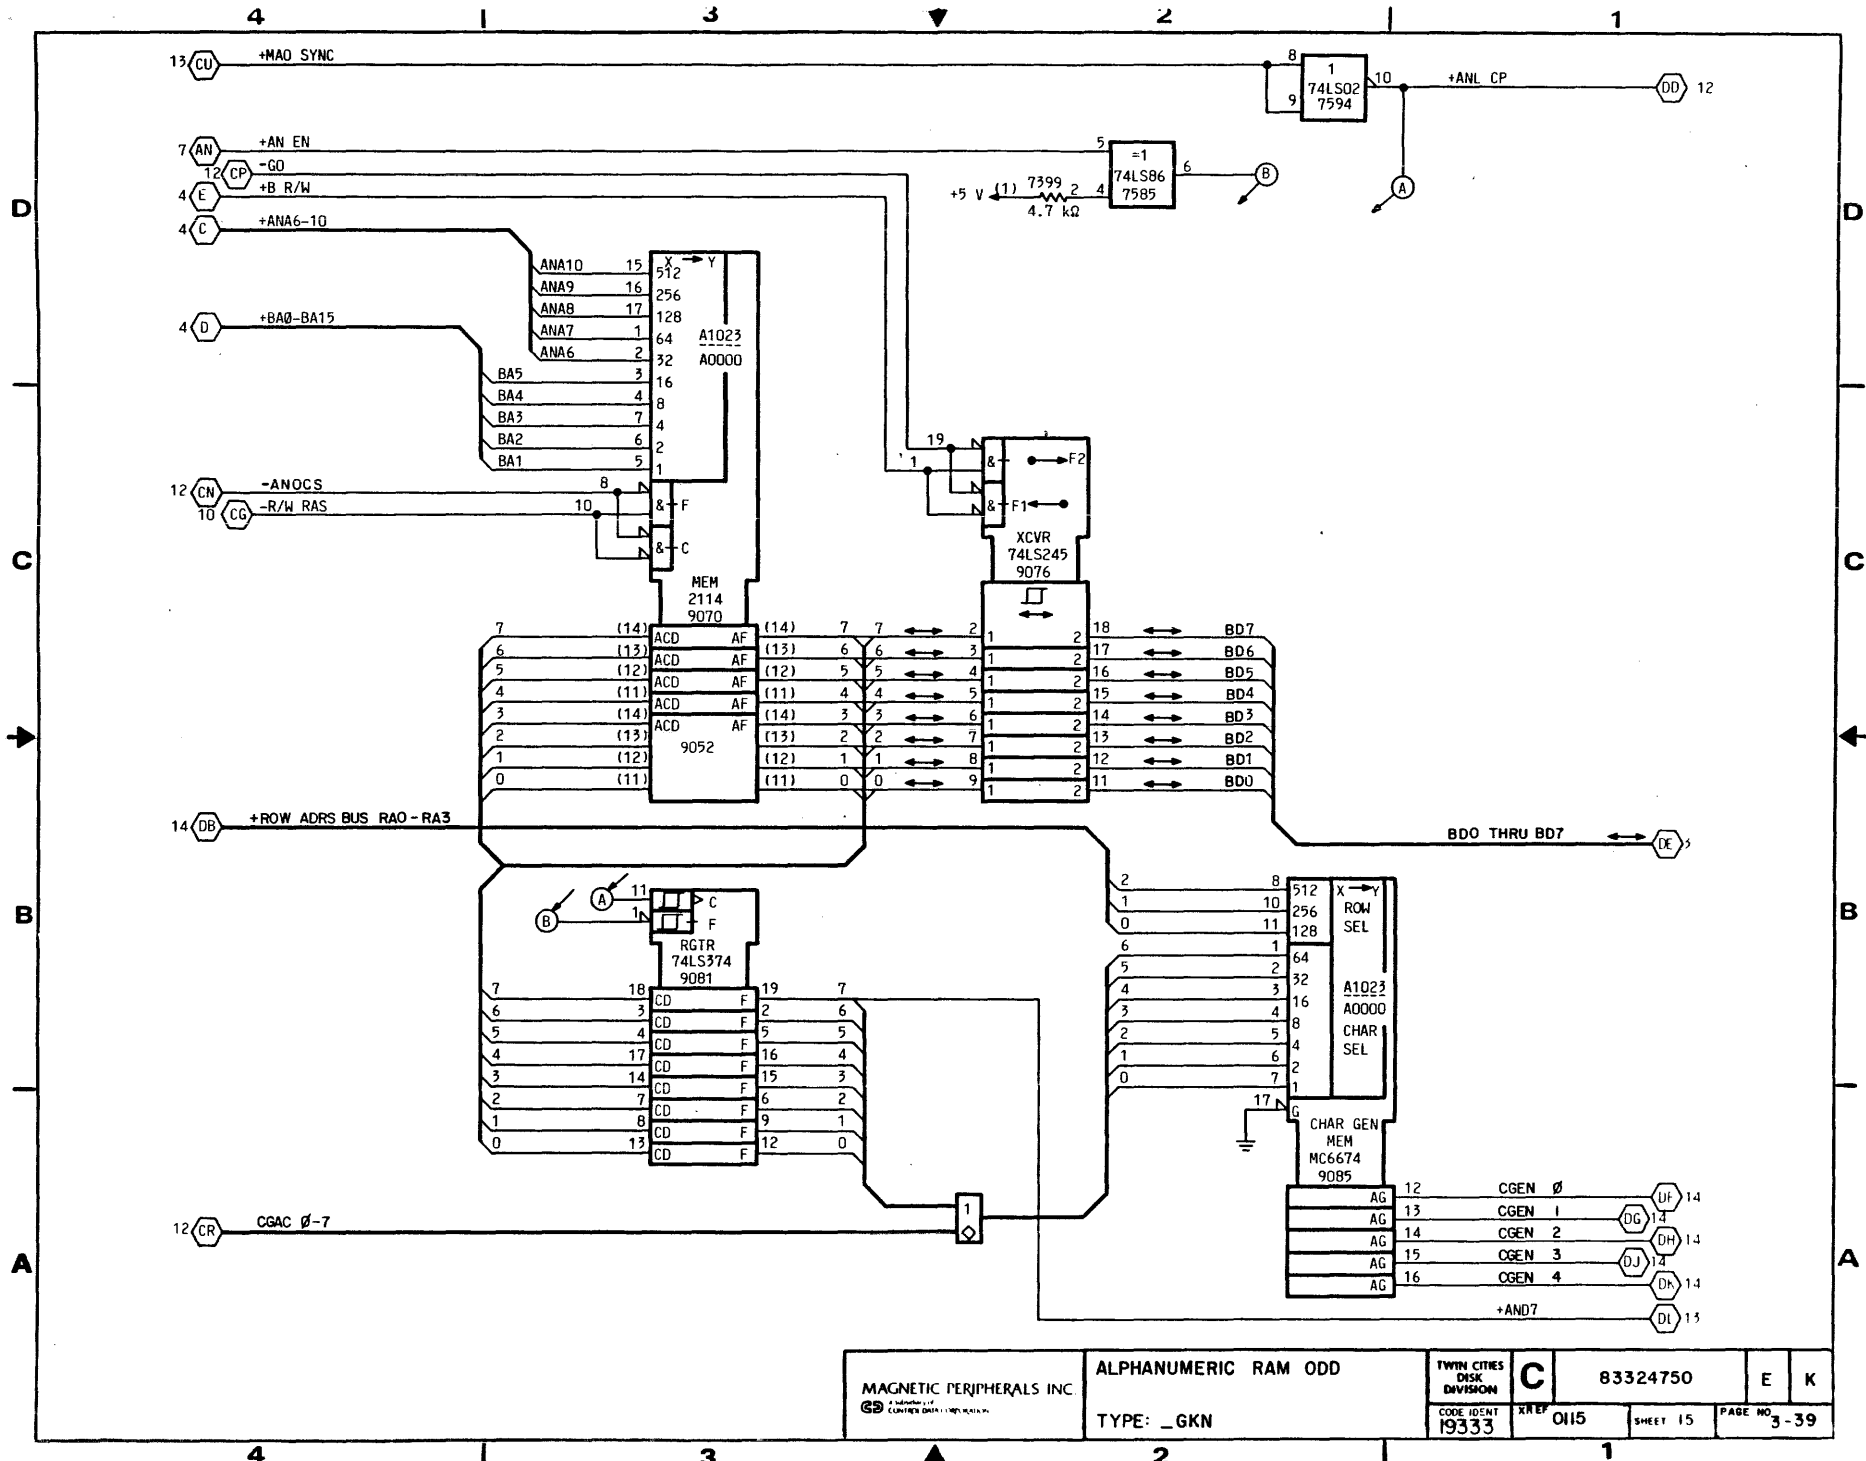 4 3 2 1
13 CU +MAO SYNC
8
9
1
74LS02
7594
10 +ANL CP DD 12
7 AN +AN EN
12 CP -GO
4 E +B R/W
4 C +ANA6-10
5
=1
74LS86
7585
6 B
A
+5 V (1) 7399 2 4
4.7 kΩ
D D
ANA10 15 512
ANA9 16 256
ANA8 17 128
ANA7 1 64
ANA6 2 32
X → Y
A1023
A0000
4 D +BA0-BA15
BA5 3 16
BA4 4 8
BA3 7 4
BA2 6 2
BA1 5 1
12 CN -ANOCS 8
10 CG -R/W RAS 10
& F
& C
19
1
& F2
& F1
XCVR
74LS245
9076
C C
MEM
2114
9070
7 (14) ACD AF (14) 7 7 2 1 2 18 BD7
6 (13) ACD AF (13) 6 6 3 1 2 17 BD6
5 (12) ACD AF (12) 5 5 4 1 2 16 BD5
4 (11) ACD AF (11) 4 4 5 1 2 15 BD4
3 (14) ACD AF (14) 3 3 6 1 2 14 BD3
2 (13) 9052 (13) 2 2 7 1 2 13 BD2
1 (12) (12) 1 1 8 1 2 12 BD1
0 (11) (11) 0 0 9 1 2 11 BD0
14 DB +ROW ADRS BUS RA0-RA3
BD0 THRU BD7 DE
B B
A 11 C
B 1 F
RGTR
74LS374
9081
7 18 CD F 19 7
6 3 CD F 2 6
5 4 CD F 5 5
4 17 CD F 16 4
3 14 CD F 15 3
2 7 CD F 6 2
1 8 CD F 9 1
0 13 CD F 12 0
2 8 512
1 10 256
0 11 128
6 1 64
5 2 32
4 3 16
3 4 8
2 5 4
1 6 2
0 7 1
17 G
X → Y
ROW
SEL
A1023
A0000
CHAR
SEL
CHAR GEN
MEM
MC6674
9085
AG 12 CGEN Ø 14
AG 13 CGEN 1 DG 14
AG 14 CGEN 2 DH 14
AG 15 CGEN 3 DJ 14
AG 16 CGEN 4 DK 14
+AND7 13
12 CR CGAC Ø-7
1
A A
MAGNETIC PERIPHERALS INC.
a subsidiary of
CONTROL DATA CORPORATION
ALPHANUMERIC RAM ODD
TYPE: _GKN
TWIN CITIES
DISK
DIVISION
C 83324750 E K
CODE IDENT
19333
XREF 0115
SHEET 15
PAGE NO 3-39
4 3 2 1